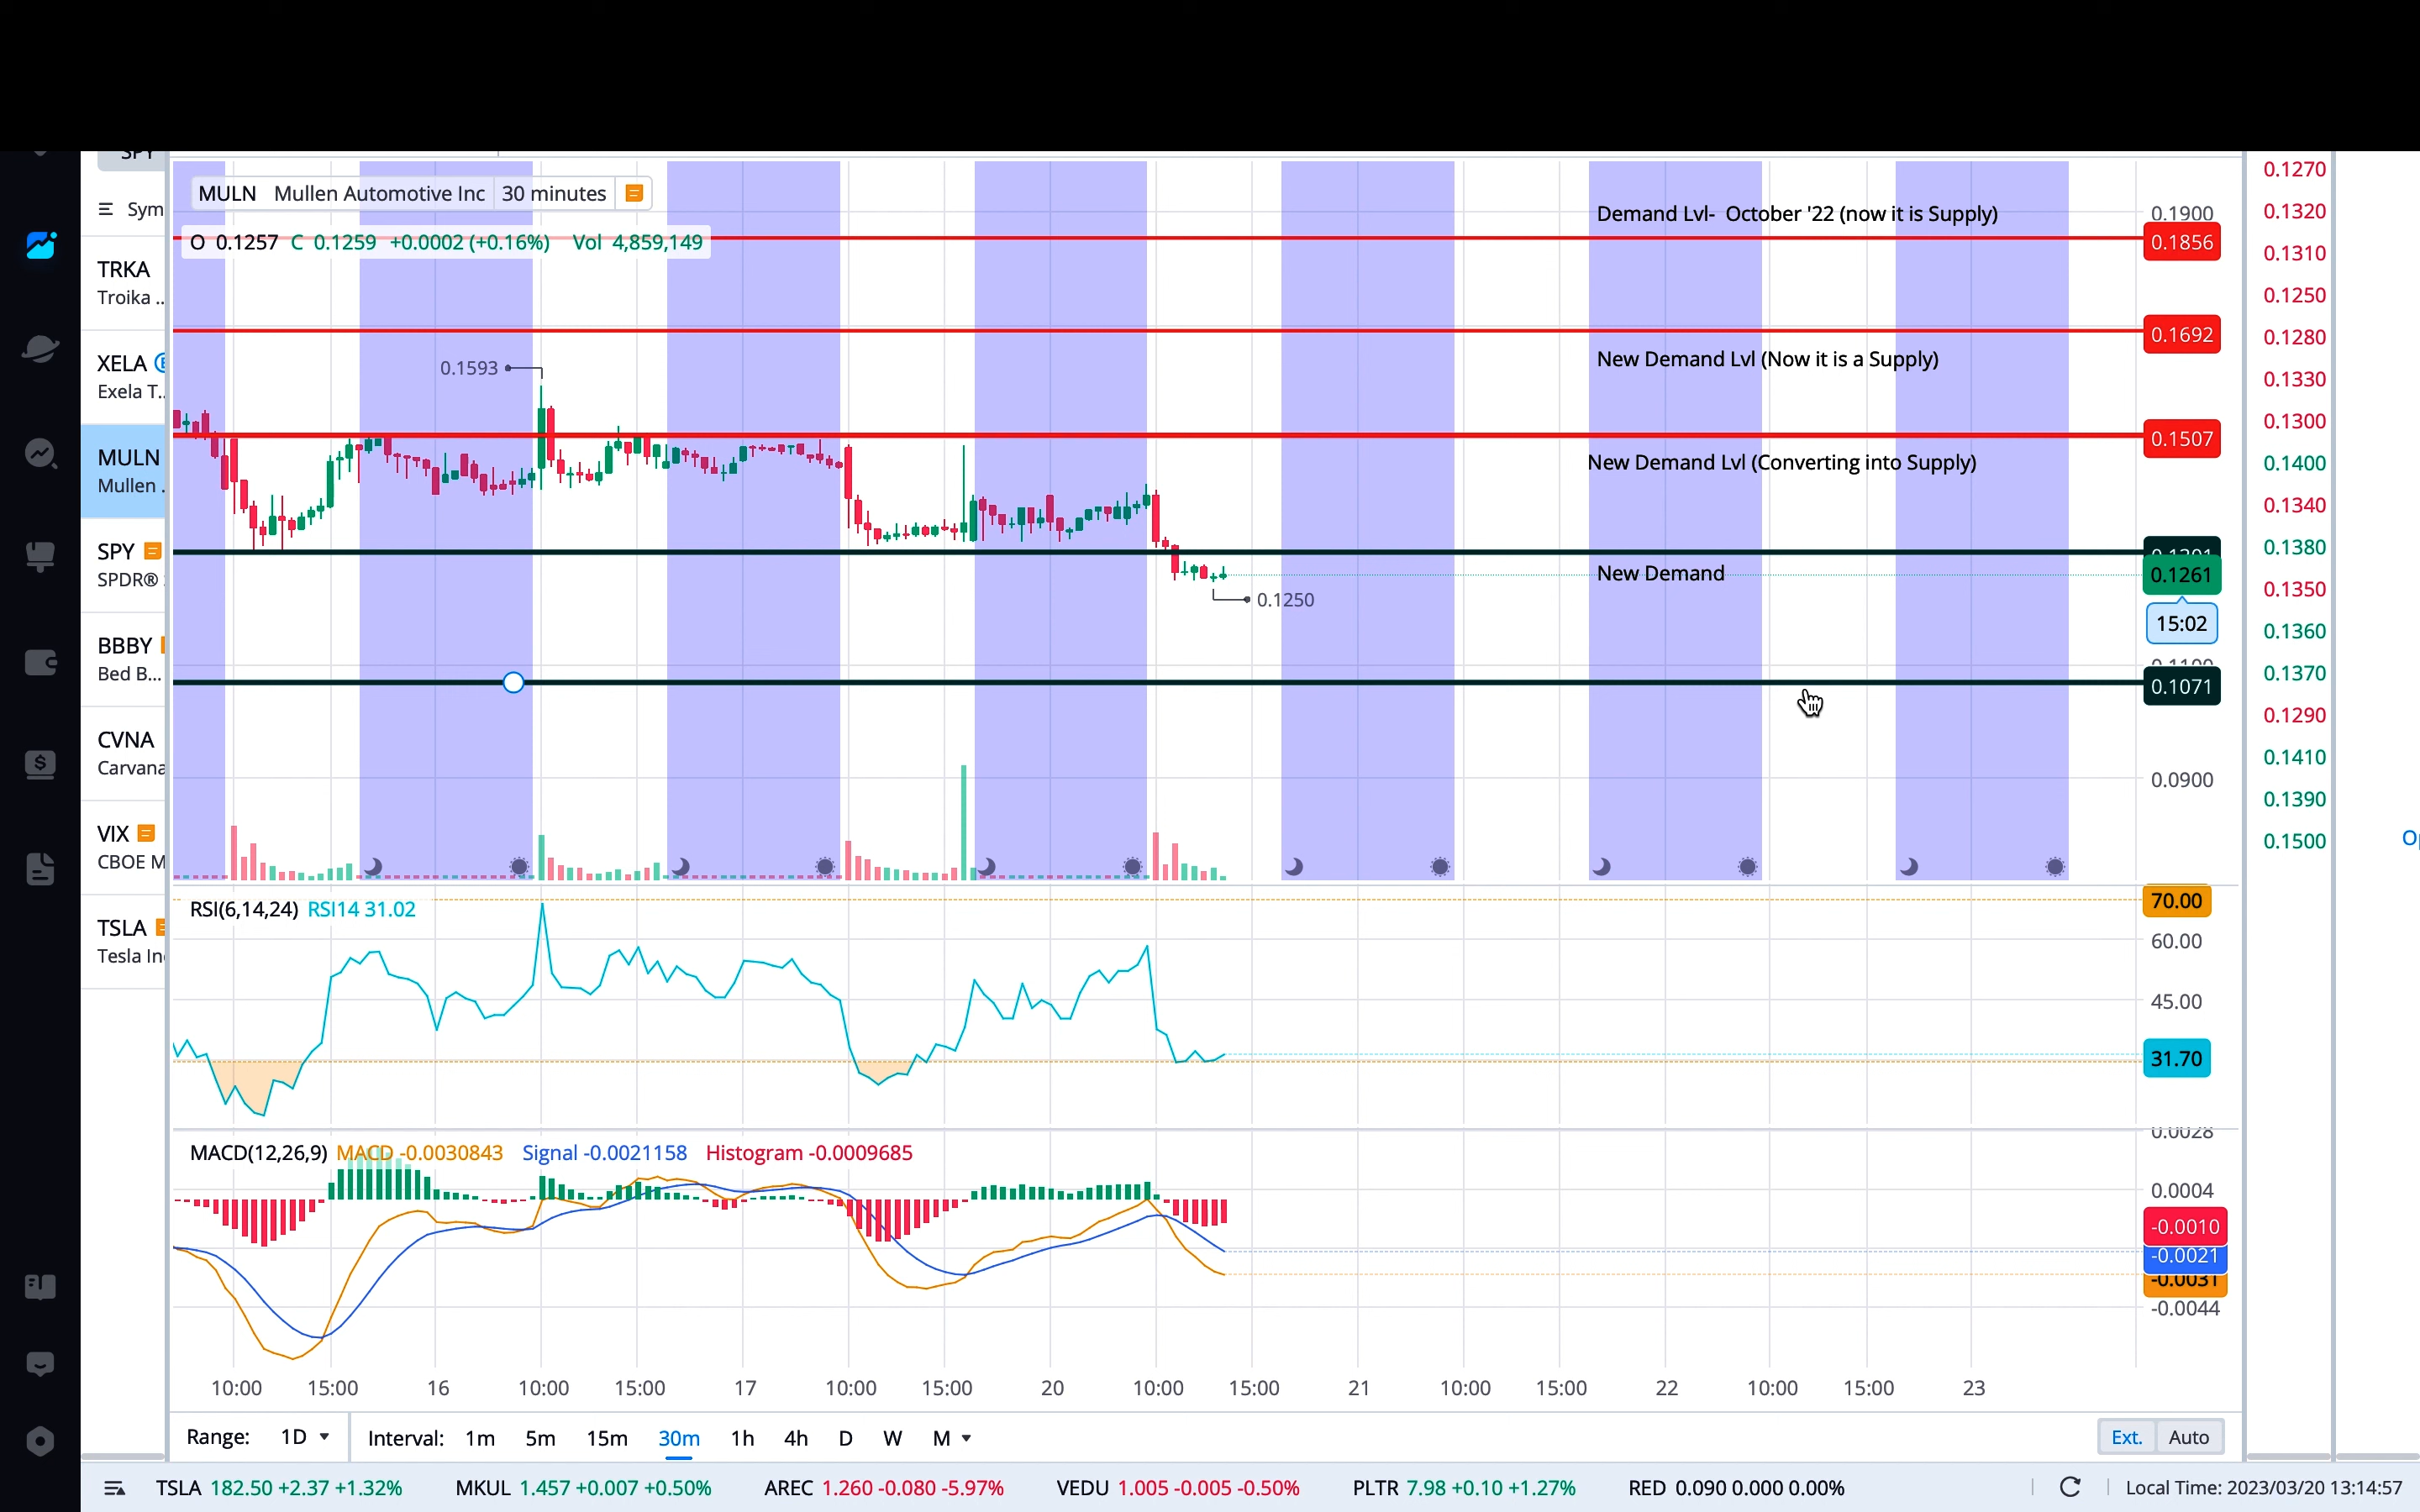 SPY
Sym
TRKA
Troika ..
XELA
Exela T..
MULN
Mullen .
SPY
SPDR®
BBBY
Bed B...
CVNA
Carvana
VIX
CBOE M
TSLA
Tesla In
MULN Mullen Automotive Inc 30 minutes
O 0.1257 C 0.1259 +0.0002 (+0.16%) Vol 4,859,149
0.1593
0.1250
Demand Lvl- October '22 (now it is Supply)
New Demand Lvl (Now it is a Supply)
New Demand Lvl (Converting into Supply)
New Demand
0.1900
0.1856
0.1692
0.1507
0.1261
15:02
0.1071
0.0900
RSI(6,14,24) RSI14 31.02
70.00
60.00
45.00
31.70
MACD(12,26,9) MACD -0.0030843 Signal -0.0021158 Histogram -0.0009685
0.0028
0.0004
-0.0010
-0.0021
-0.0031
-0.0044
10:00 15:00 16 10:00 15:00 17 10:00 15:00 20 10:00 15:00 21 10:00 15:00 22 10:00 15:00 23
Range: 1D Interval: 1m 5m 15m 30m 1h 4h D W M Ext. Auto
0.1270
0.1320
0.1310
0.1250
0.1280
0.1330
0.1300
0.1400
0.1340
0.1380
0.1350
0.1360
0.1370
0.1290
0.1410
0.1390
0.1500
TSLA 182.50 +2.37 +1.32% MKUL 1.457 +0.007 +0.50% AREC 1.260 -0.080 -5.97% VEDU 1.005 -0.005 -0.50% PLTR 7.98 +0.10 +1.27% RED 0.090 0.000 0.00% Local Time: 2023/03/20 13:14:57